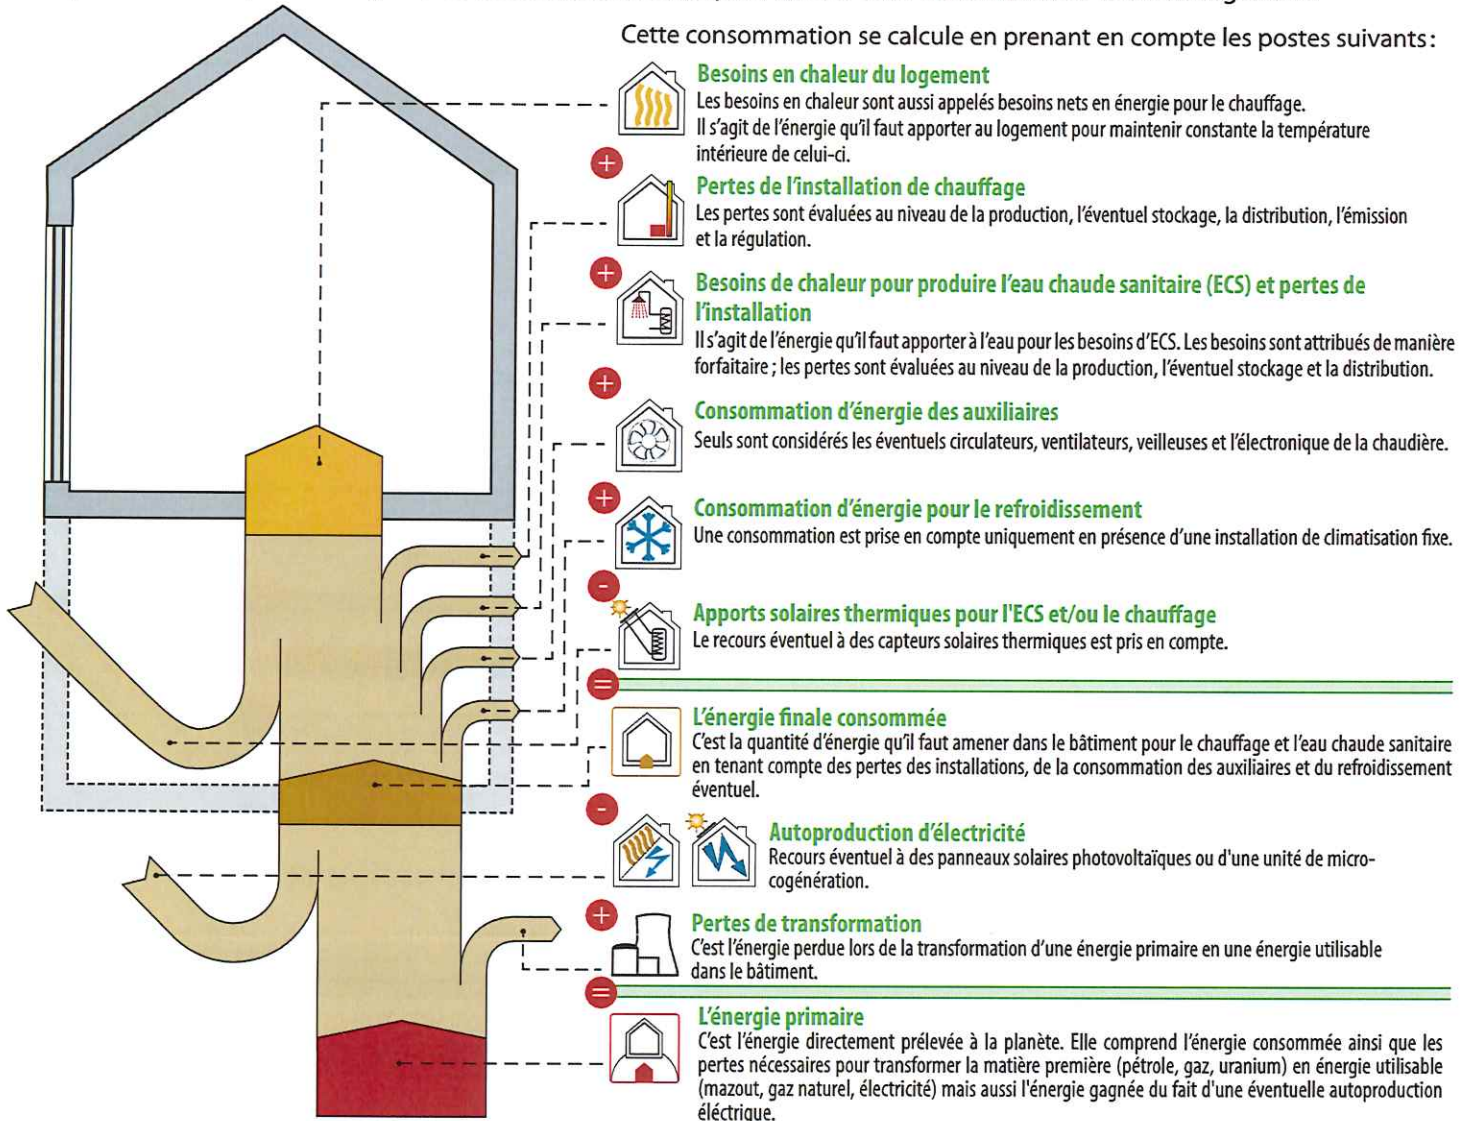 Cette consommation se calcule en prenant en compte les postes suivants :
Besoins en chaleur du logement
Les besoins en chaleur sont aussi appelés besoins nets en énergie pour le chauffage.
Il s'agit de l'énergie qu'il faut apporter au logement pour maintenir constante la température
intérieure de celui-ci.
+
Pertes de l'installation de chauffage
Les pertes sont évaluées au niveau de la production, l'éventuel stockage, la distribution, l'émission
et la régulation.
+
Besoins de chaleur pour produire l'eau chaude sanitaire (ECS) et pertes de
l'installation
Il s'agit de l'énergie qu'il faut apporter à l'eau pour les besoins d'ECS. Les besoins sont attribués de manière
forfaitaire ; les pertes sont évaluées au niveau de la production, l'éventuel stockage et la distribution.
+
Consommation d'énergie des auxiliaires
Seuls sont considérés les éventuels circulateurs, ventilateurs, veilleuses et l'électronique de la chaudière.
+
Consommation d'énergie pour le refroidissement
Une consommation est prise en compte uniquement en présence d'une installation de climatisation fixe.
-
Apports solaires thermiques pour l'ECS et/ou le chauffage
Le recours éventuel à des capteurs solaires thermiques est pris en compte.
=
L'énergie finale consommée
C'est la quantité d'énergie qu'il faut amener dans le bâtiment pour le chauffage et l'eau chaude sanitaire
en tenant compte des pertes des installations, de la consommation des auxiliaires et du refroidissement
éventuel.
-
Autoproduction d'électricité
Recours éventuel à des panneaux solaires photovoltaïques ou d'une unité de micro-
cogénération.
+
Pertes de transformation
C'est l'énergie perdue lors de la transformation d'une énergie primaire en une énergie utilisable
dans le bâtiment.
=
L'énergie primaire
C'est l'énergie directement prélevée à la planète. Elle comprend l'énergie consommée ainsi que les
pertes nécessaires pour transformer la matière première (pétrole, gaz, uranium) en énergie utilisable
(mazout, gaz naturel, électricité) mais aussi l'énergie gagnée du fait d'une éventuelle autoproduction
éléctrique.